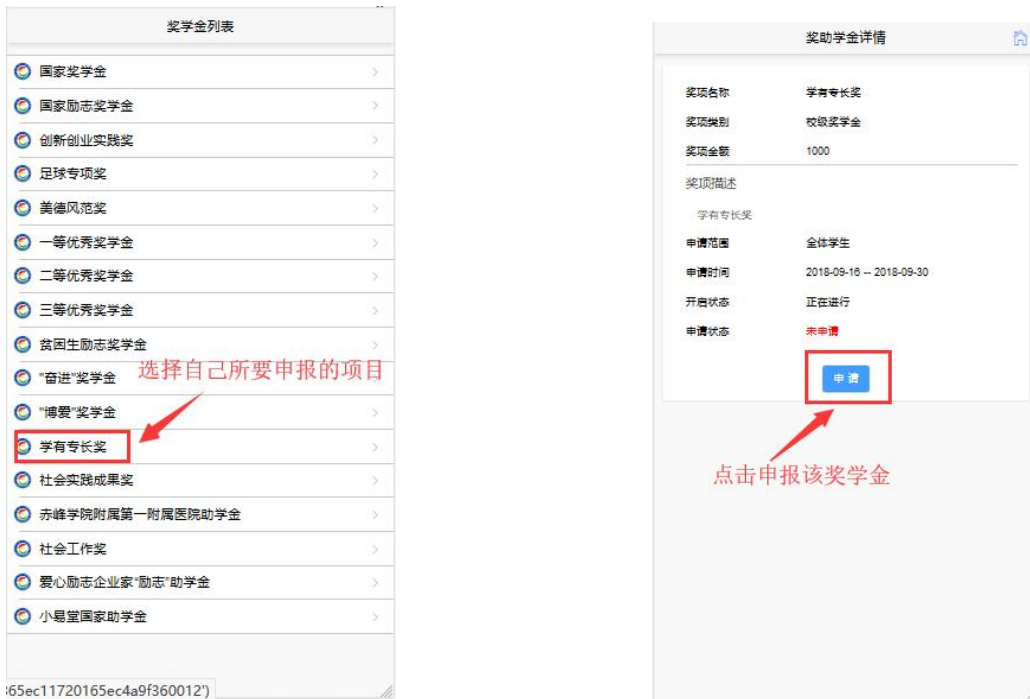 奖学金列表
国家奖学金
国家励志奖学金
创新创业实践奖
足球专项奖
美德风范奖
一等优秀奖学金
二等优秀奖学金
三等优秀奖学金
贫困生励志奖学金
"奋进"奖学金
选择自己所要申报的项目
"博爱"奖学金
学有专长奖
社会实践成果奖
赤峰学院附属第一附属医院助学金
社会工作奖
爱心励志企业家"励志"助学金
小易堂国家助学金
365ec11720165ec4a9f360012')
奖助学金详情
奖项名称 学有专长奖
奖项类别 校级奖学金
奖项金额 1000
奖项描述
学有专长奖
申请范围 全体学生
申请时间 2018-09-16 -- 2018-09-30
开启状态 正在进行
申请状态 未申请
申 请
点击申报该奖学金